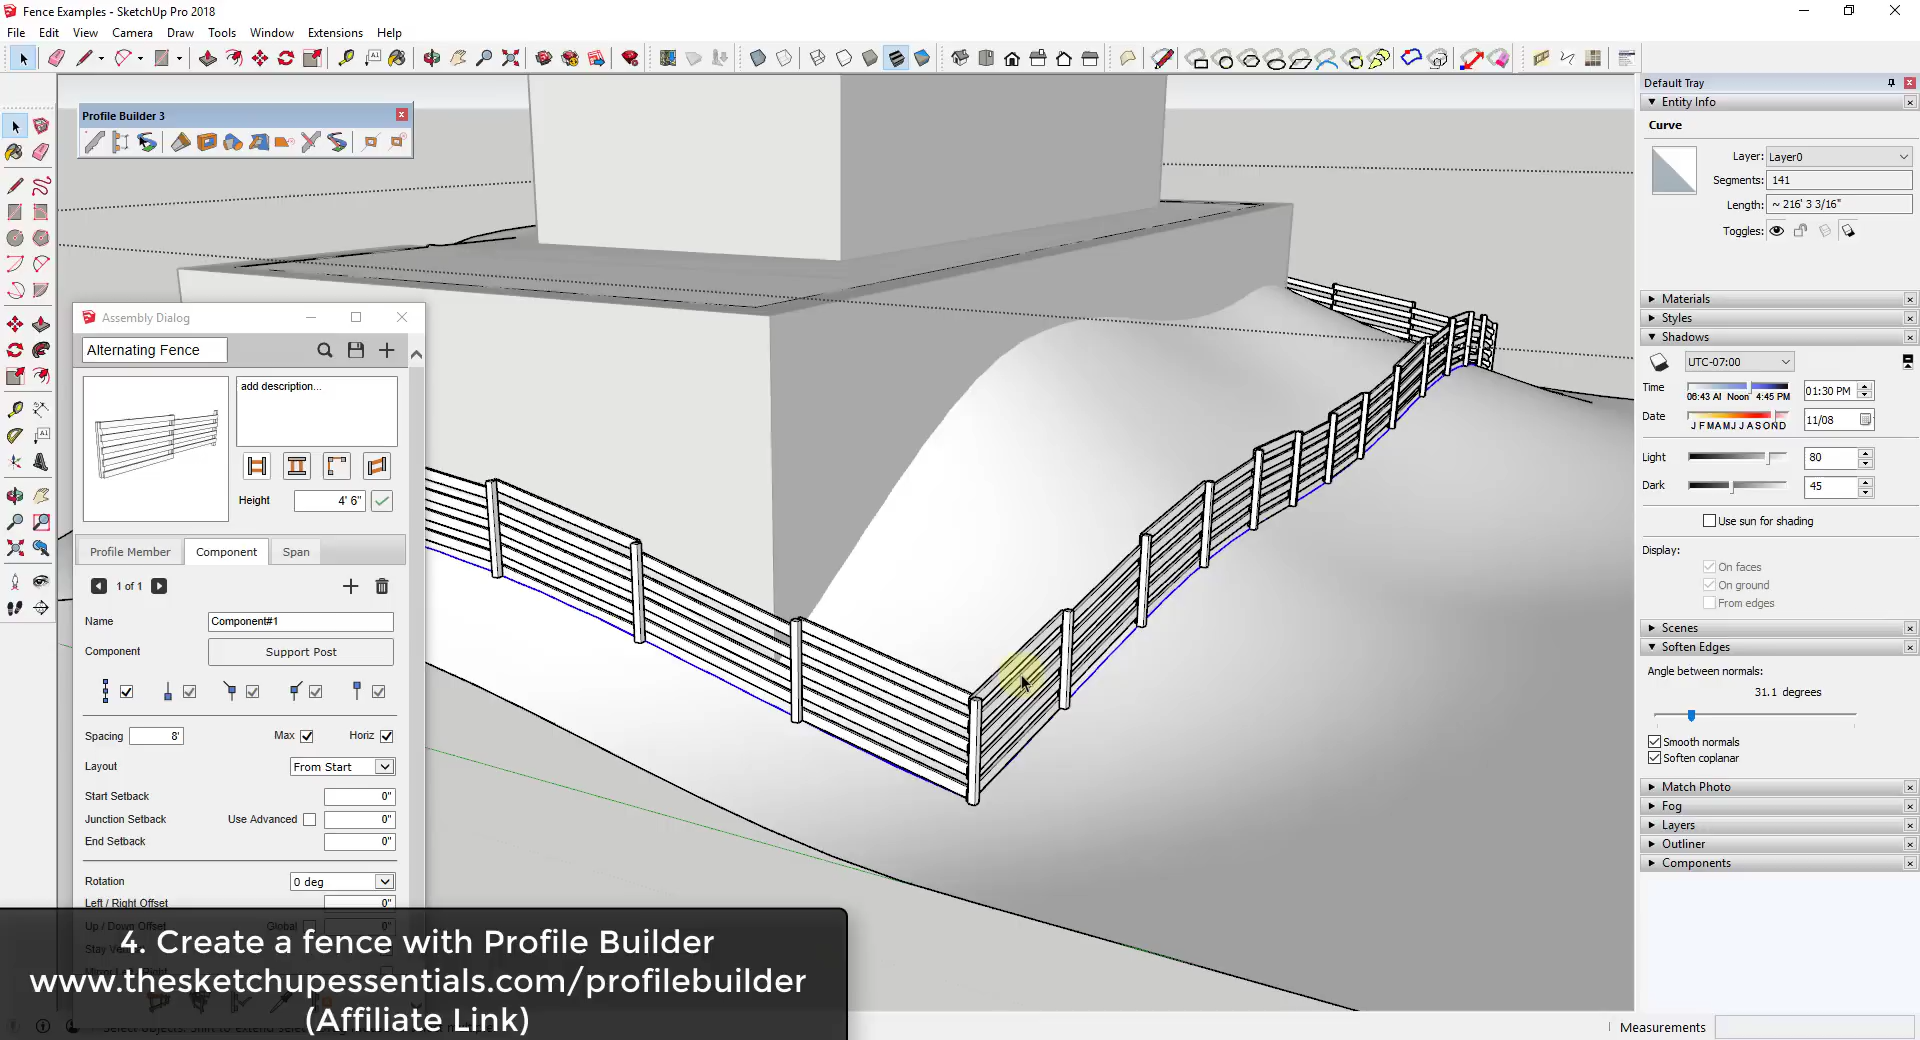 Fence Examples - SketchUp Pro 2018
File Edit View Camera Draw Tools Window Extensions Help
Profile Builder 3
Assembly Dialog
Alternating Fence
add description...
Height 4' 6"
Profile Member Component Span
1 of 1
Name Component#1
Component Support Post
Spacing 8' Max Horiz
Layout From Start
Start Setback 0"
Junction Setback Use Advanced 0"
End Setback 0"
Rotation 0 deg
Left / Right Offset 0"
Up / Down Offset Global
4. Create a fence with Profile Builder
www.thesketchupessentials.com/profilebuilder
(Affiliate Link)
Default Tray
Entity Info
Curve
Layer: Layer0
Segments: 141
Length: ~ 216' 3 3/16"
Toggles:
Materials
Styles
Shadows
UTC-07:00
Time 06:43 AI Noon 4:45 PM 01:30 PM
Date J F M A M J J A S O N D 11/08
Light 80
Dark 45
Use sun for shading
Display:
On faces
On ground
From edges
Scenes
Soften Edges
Angle between normals:
31.1 degrees
Smooth normals
Soften coplanar
Match Photo
Fog
Layers
Outliner
Components
Measurements